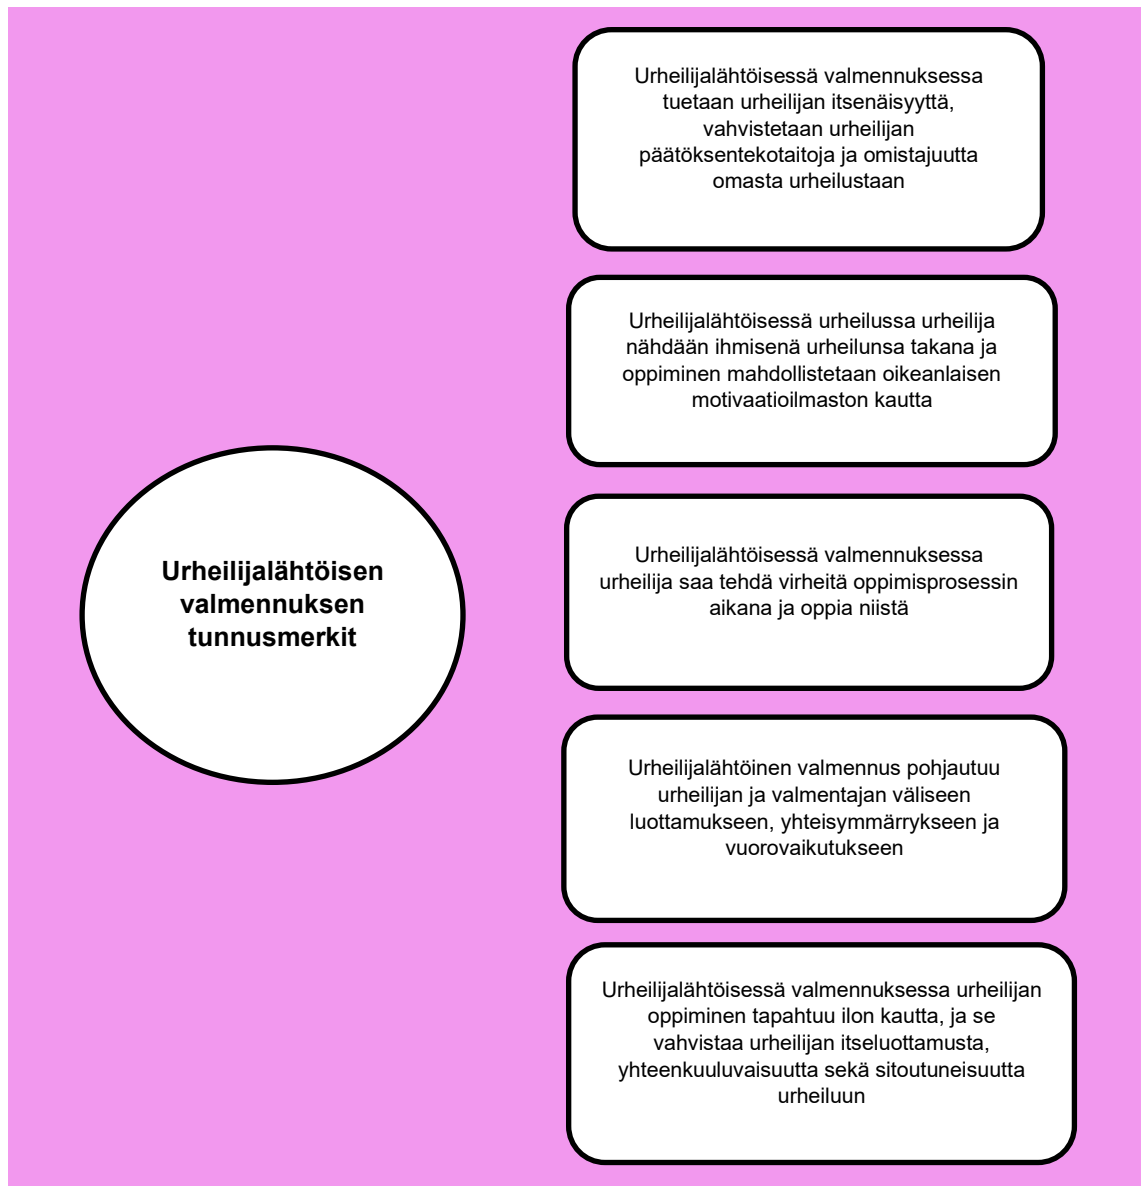 Urheilijalähtöisen
valmennuksen
tunnusmerkit
Urheilijalähtöisessä valmennuksessa
tuetaan urheilijan itsenäisyyttä,
vahvistetaan urheilijan
päätöksentekotaitoja ja omistajuutta
omasta urheilustaan
Urheilijalähtöisessä urheilussa urheilija
nähdään ihmisenä urheilunsa takana ja
oppiminen mahdollistetaan oikeanlaisen
motivaatioilmaston kautta
Urheilijalähtöisessä valmennuksessa
urheilija saa tehdä virheitä oppimisprosessin
aikana ja oppia niistä
Urheilijalähtöinen valmennus pohjautuu
urheilijan ja valmentajan väliseen
luottamukseen, yhteisymmärrykseen ja
vuorovaikutukseen
Urheilijalähtöisessä valmennuksessa urheilijan
oppiminen tapahtuu ilon kautta, ja se
vahvistaa urheilijan itseluottamusta,
yhteenkuuluvaisuutta sekä sitoutuneisuutta
urheiluun